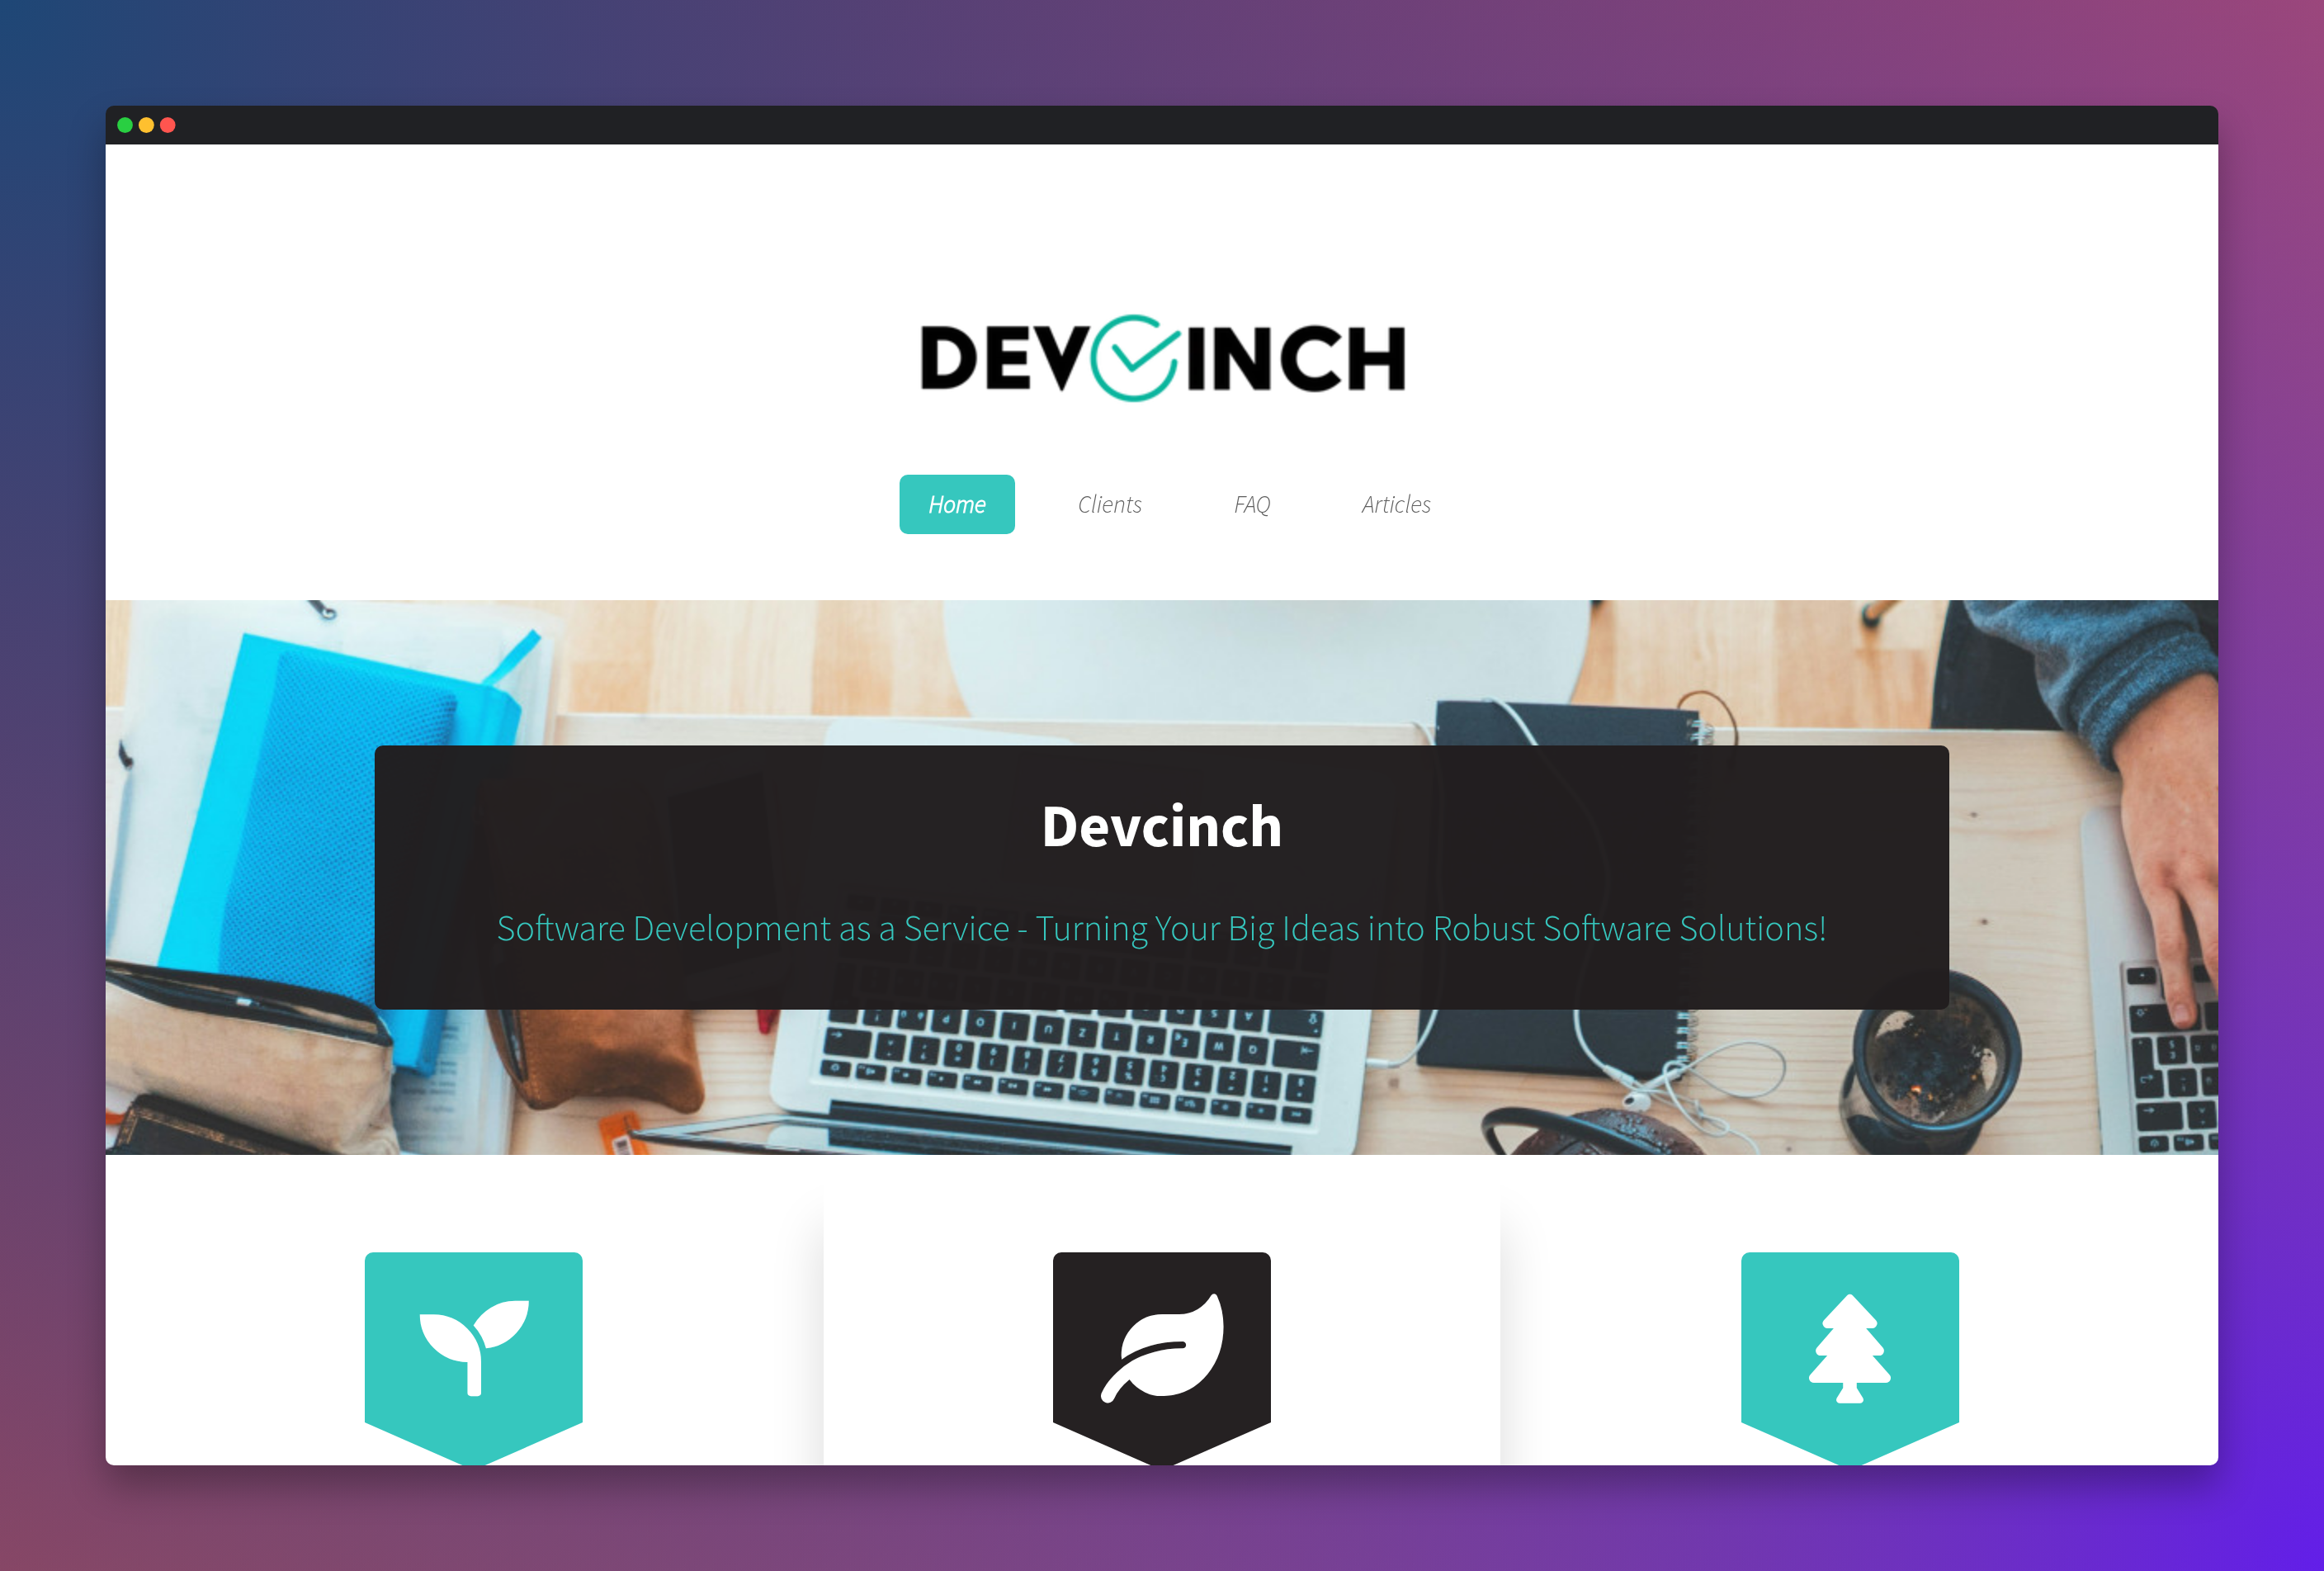 DEVCINCH
Home Clients FAQ Articles
Devcinch
Software Development as a Service - Turning Your Big Ideas into Robust Software Solutions!